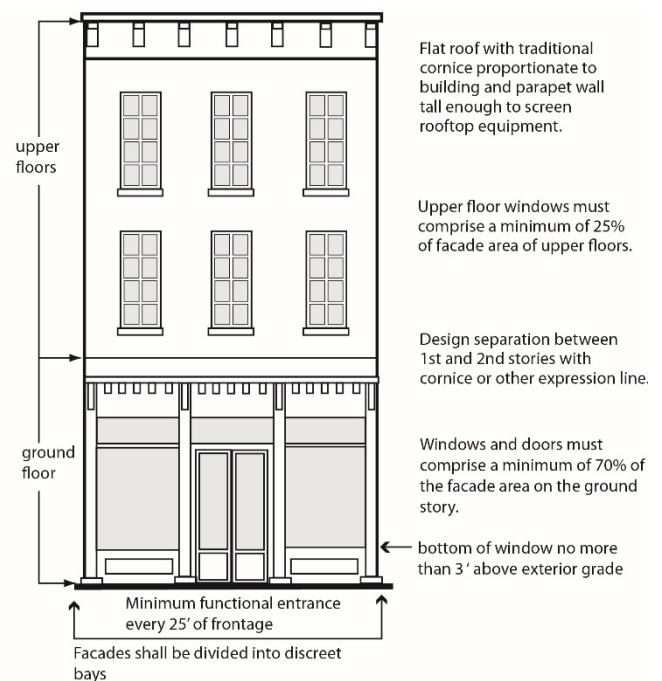 Flat roof with traditional
cornice proportionate to
building and parapet wall
tall enough to screen
rooftop equipment.
upper
floors
Upper floor windows must
comprise a minimum of 25%
of facade area of upper floors.
Design separation between
1st and 2nd stories with
cornice or other expression line.
ground
floor
Windows and doors must
comprise a minimum of 70% of
the facade area on the ground
story.
bottom of window no more
than 3' above exterior grade
Minimum functional entrance
every 25' of frontage
Facades shall be divided into discreet
bays